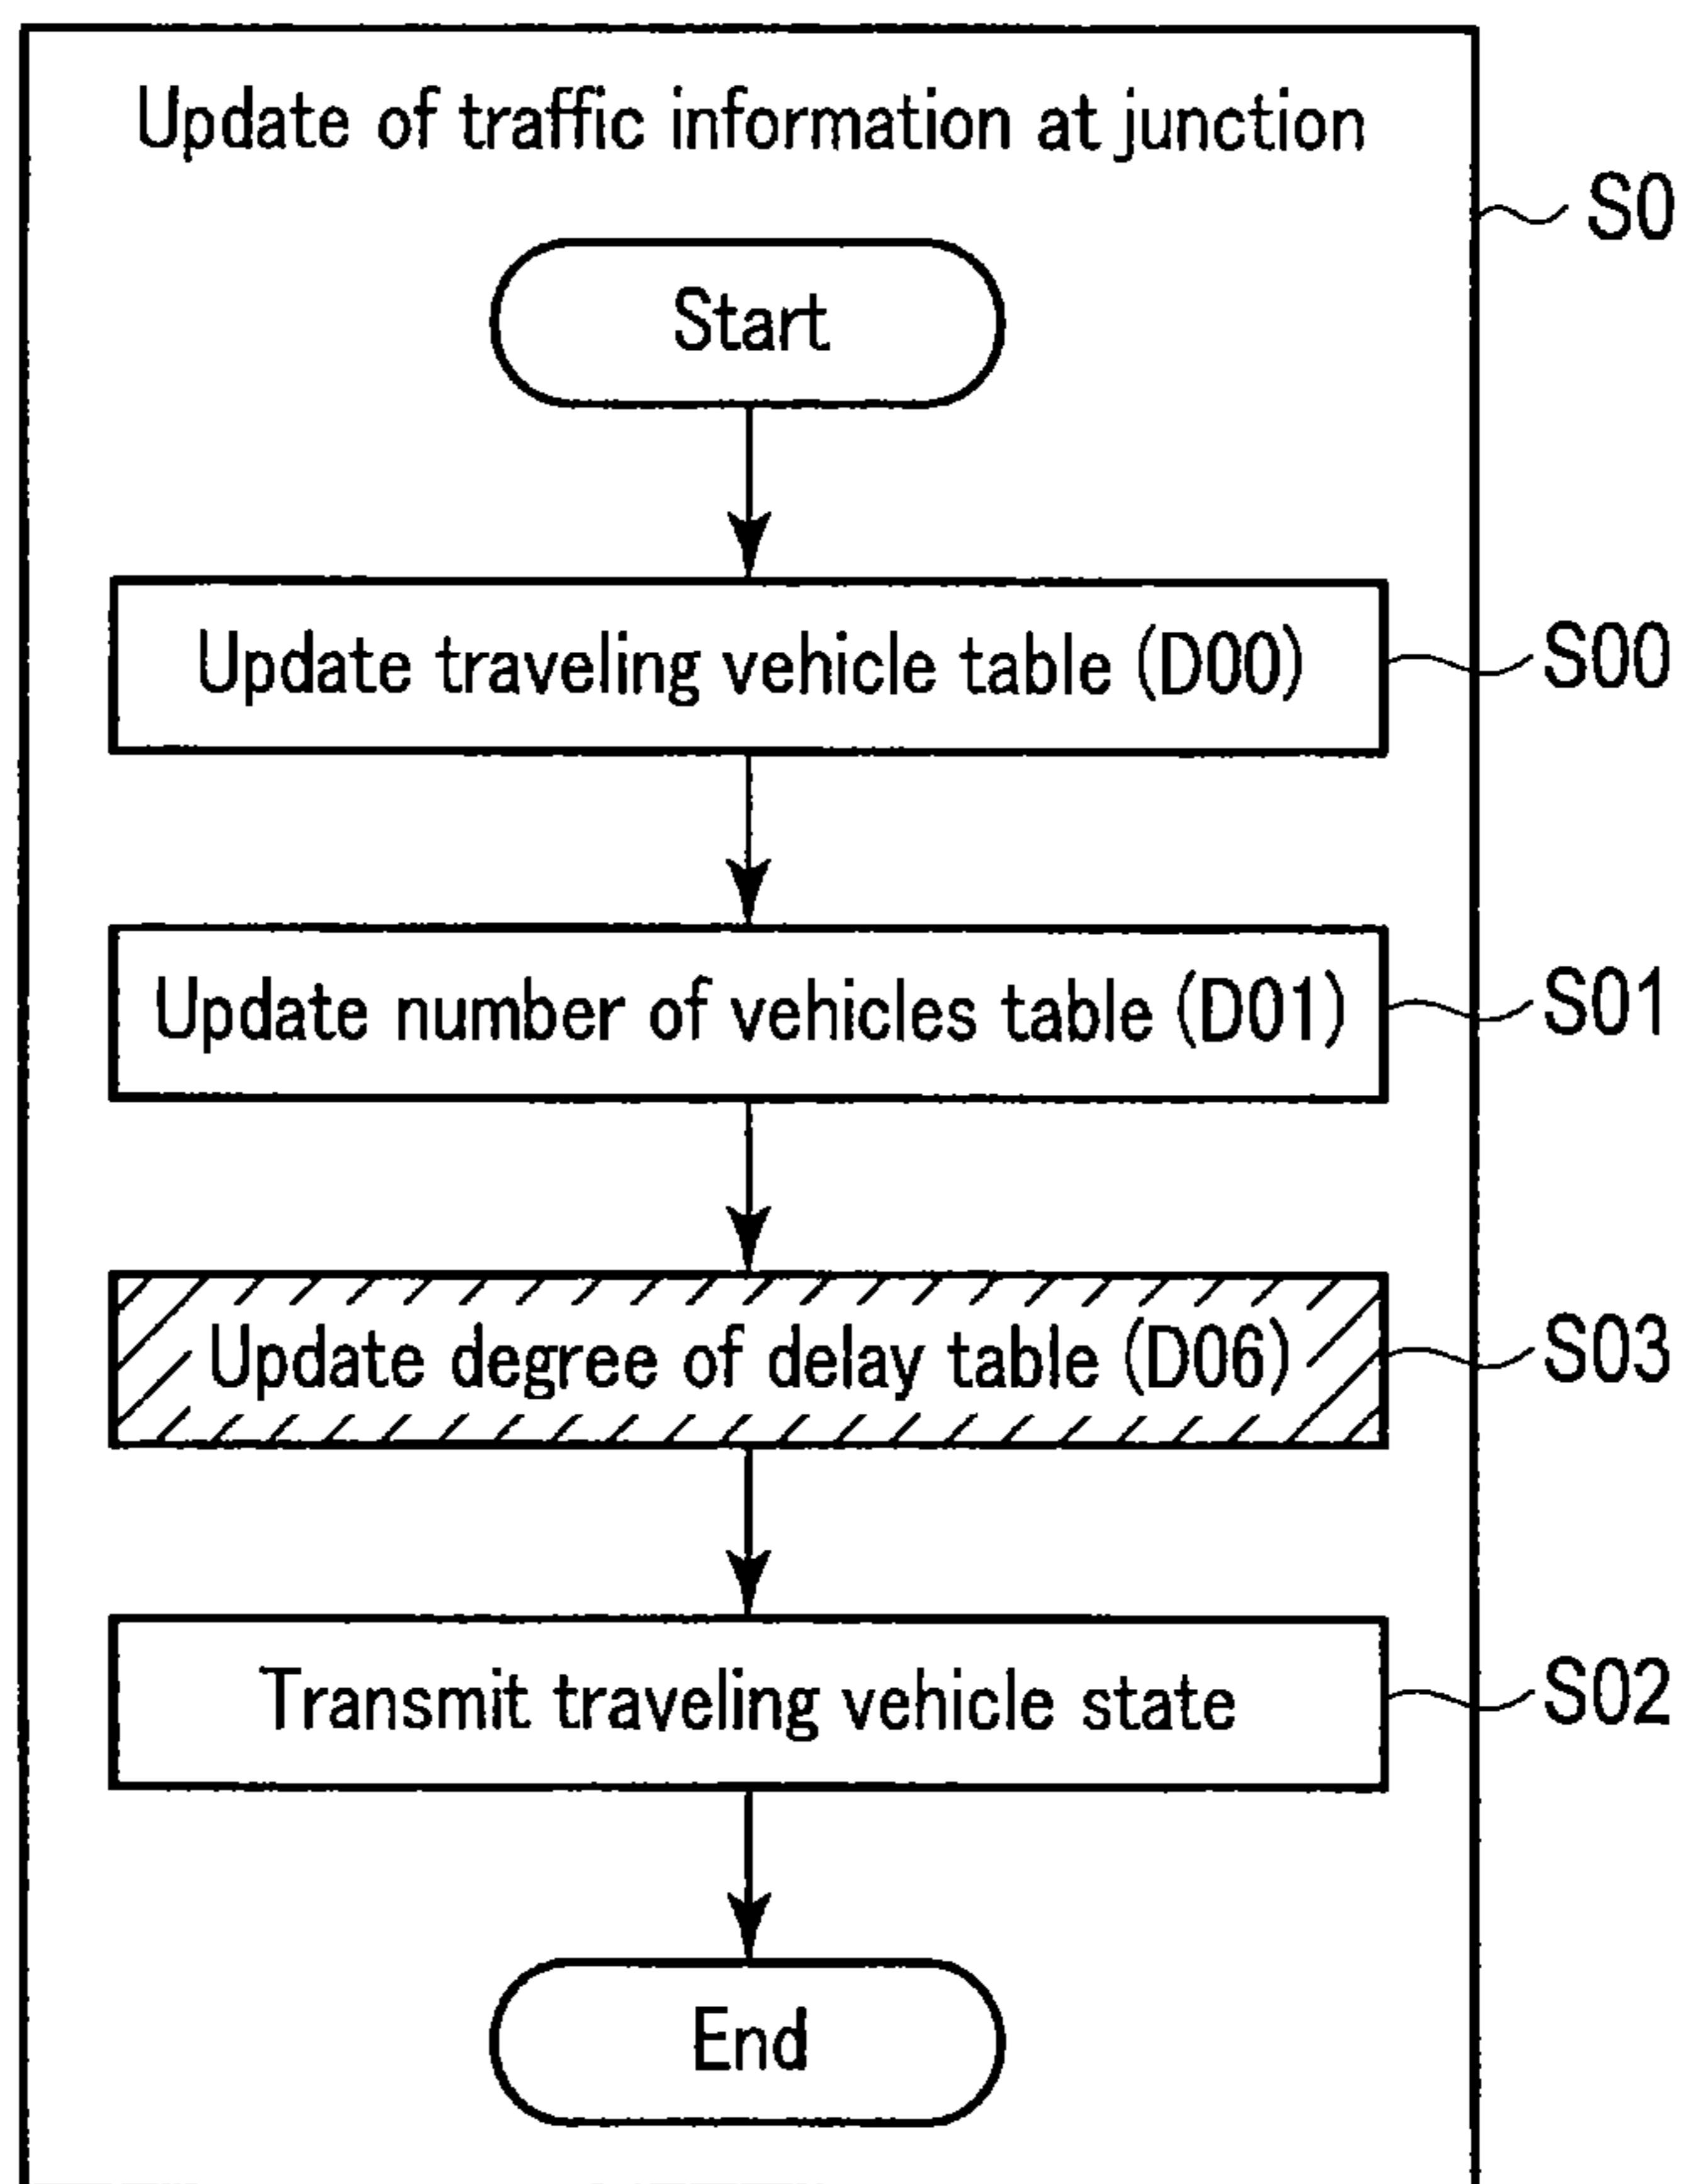 Update of traffic information at junction
S0
Start
Update traveling vehicle table (D00)
S00
Update number of vehicles table (D01)
S01
Update degree of delay table (D06)
S03
Transmit traveling vehicle state
S02
End